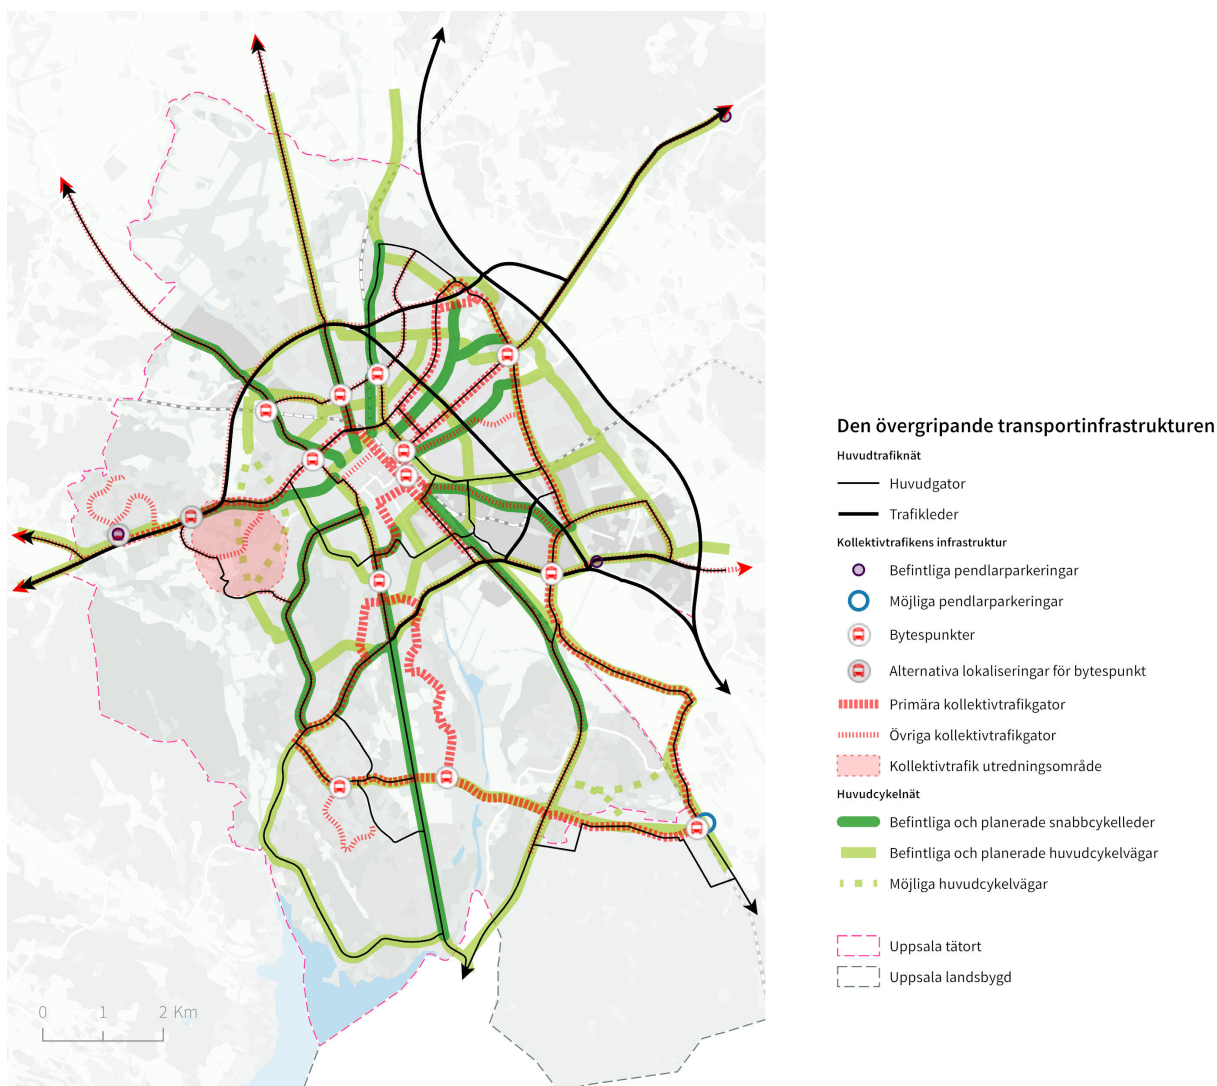 Den övergripande transportinfrastrukturen
Huvudtrafiknät
Huvudgator
Trafikleder
Kollektivtrafikens infrastruktur
Befintliga pendlarparkeringar
Möjliga pendlarparkeringar
Bytespunkter
Alternativa lokaliseringar för bytespunkt
Primära kollektivtrafikgator
Övriga kollektivtrafikgator
Kollektivtrafik utredningsområde
Huvudcykelnät
Befintliga och planerade snabbcykelleder
Befintliga och planerade huvudcykelvägar
Möjliga huvudcykelvägar
Uppsala tätort
Uppsala landsbygd
0 1 2 Km